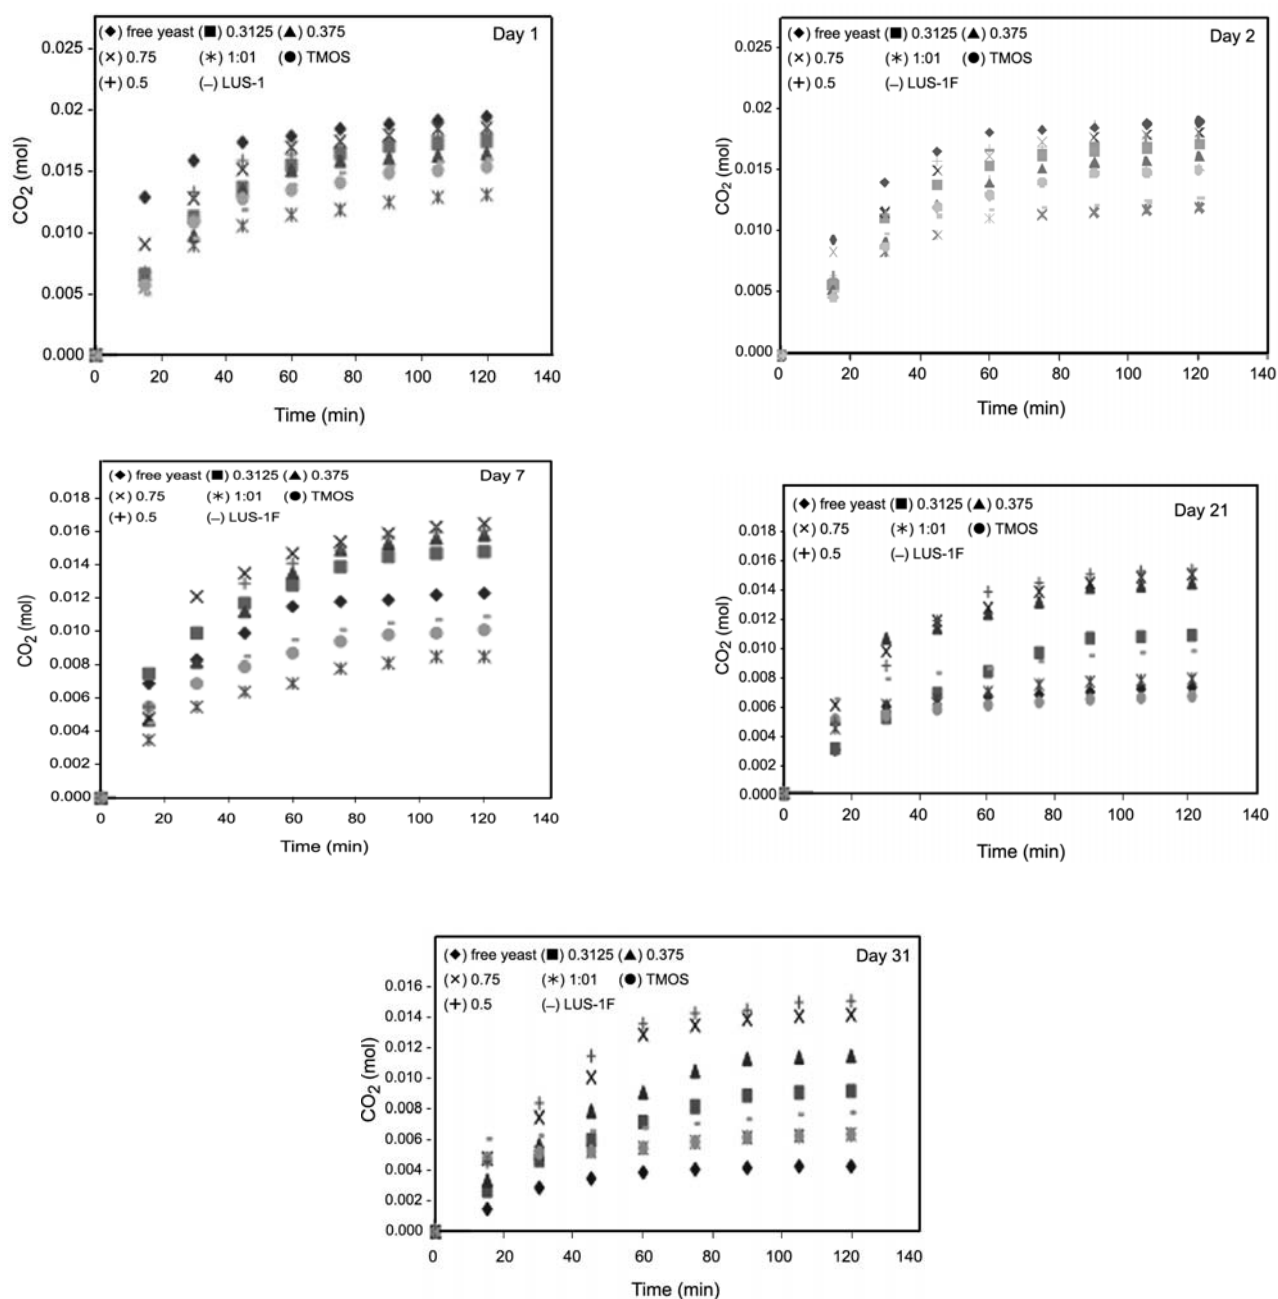 (◆) free yeast (■) 0.3125 (▲) 0.375 Day 1
(×) 0.75 (✳) 1:01 (●) TMOS
(+) 0.5 (–) LUS-1
CO2 (mol)
0.025
0.02
0.015
0.010
0.005
0.000
0 20 40 60 80 100 120 140
Time (min)
◆ free yeast (■) 0.3125 (▲) 0.375 Day 2
(×) 0.75 (✳) 1:01 (●) TMOS
(+) 0.5 (–) LUS-1F
CO2 (mol)
0.025
0.020
0.015
0.010
0.005
0.000
0 20 40 60 80 100 120 140
Time (min)
(◆) free yeast (■) 0.3125 (▲) 0.375 Day 7
(×) 0.75 (✳) 1:01 (●) TMOS
(+) 0.5 (–) LUS-1F
CO2 (mol)
0.018
0.016
0.014
0.012
0.010
0.008
0.006
0.004
0.002
0.000
0 20 40 60 80 100 120 140
Time (min)
(◆) free yeast (■) 0.3125 (▲) 0.375 Day 21
(×) 0.75 (✳) 1:01 (●) TMOS
(+) 0.5 (–) LUS-1F
CO2 (mol)
0.018
0.016
0.014
0.012
0.010
0.008
0.006
0.004
0.002
0.000
0 20 40 60 80 100 120 140
Time (min)
(◆) free yeast (■) 0.3125 (▲) 0.375 Day 31
(×) 0.75 (✳) 1:01 (●) TMOS
(+) 0.5 (–) LUS-1F
CO2 (mol)
0.016
0.014
0.012
0.010
0.008
0.006
0.004
0.002
0.000
0 20 40 60 80 100 120 140
Time (min)